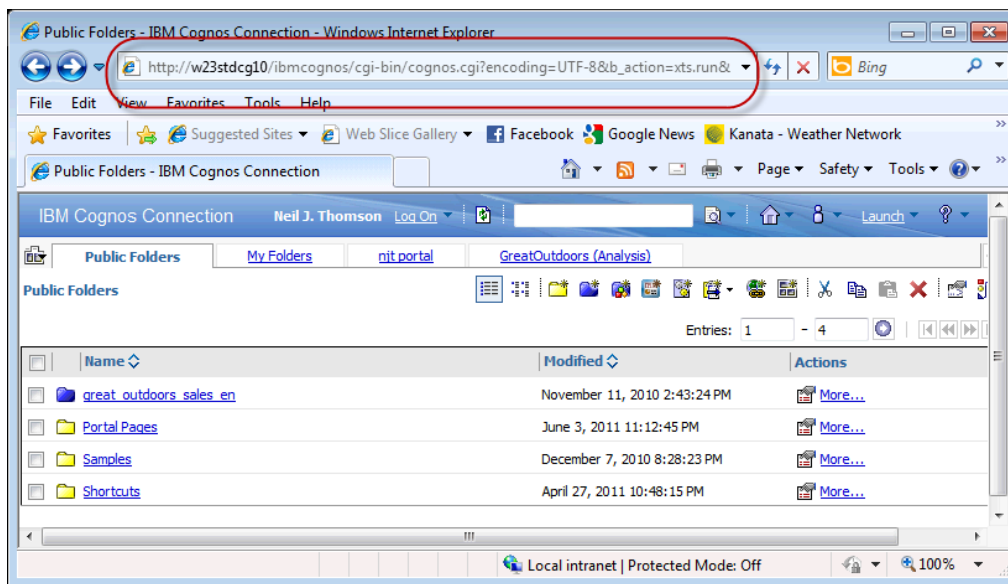 Public Folders - IBM Cognos Connection - Windows Internet Explorer
http://w23stdcg10/ibmcognos/cgi-bin/cognos.cgi?encoding=UTF-8&b_action=xts.run& Bing
File Edit View Favorites Tools Help
Favorites Suggested Sites Web Slice Gallery Facebook Google News Kanata - Weather Network
Public Folders - IBM Cognos Connection Page Safety Tools
IBM Cognos Connection Neil J. Thomson Log On Launch
Public Folders My Folders njt portal GreatOutdoors (Analysis)
Public Folders
Entries: 1 - 4
Name Modified Actions
great_outdoors_sales_en November 11, 2010 2:43:24 PM More...
Portal Pages June 3, 2011 11:12:45 PM More...
Samples December 7, 2010 8:28:23 PM More...
Shortcuts April 27, 2011 10:48:15 PM More...
Local intranet | Protected Mode: Off 100%